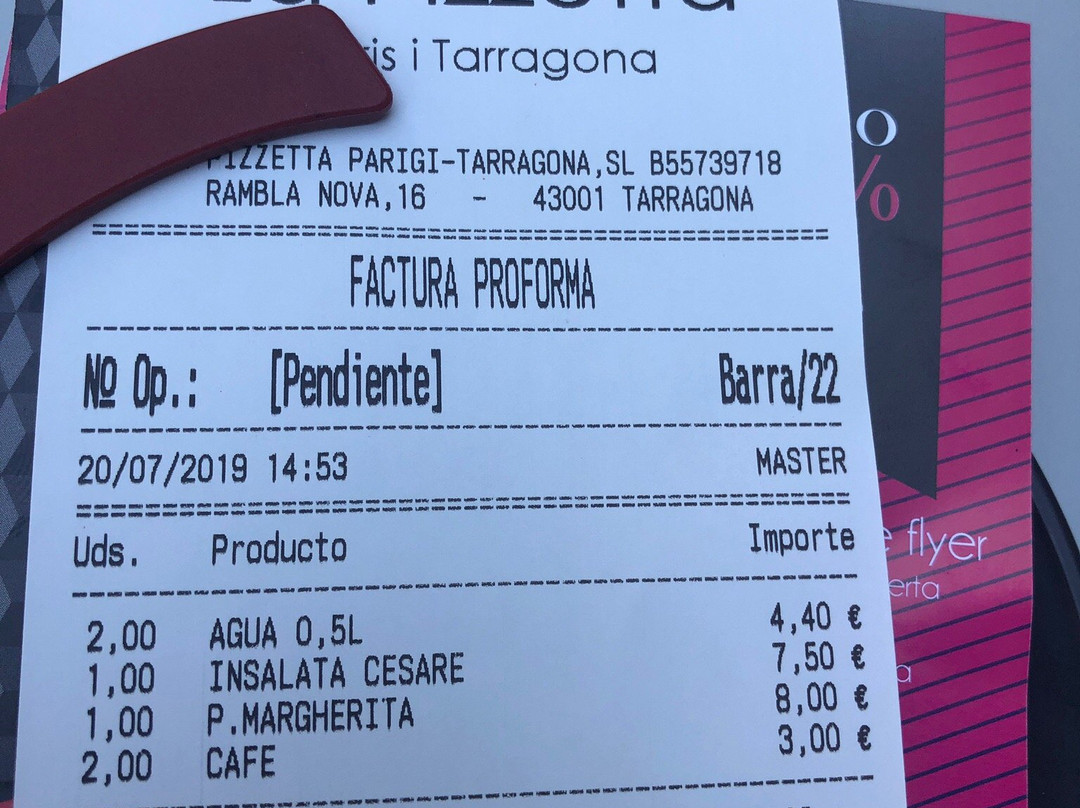 is i Tarragona
PIZZETTA PARIGI-TARRAGONA,SL B55739718
RAMBLA NOVA,16 - 43001 TARRAGONA
FACTURA PROFORMA
Nº Op.: [Pendiente] Barra/22
20/07/2019 14:53 MASTER
Uds. Producto Importe
2,00 AGUA 0,5L 4,40 €
1,00 INSALATA CESARE 7,50 €
1,00 P.MARGHERITA 8,00 €
2,00 CAFE 3,00 €
%
flyer